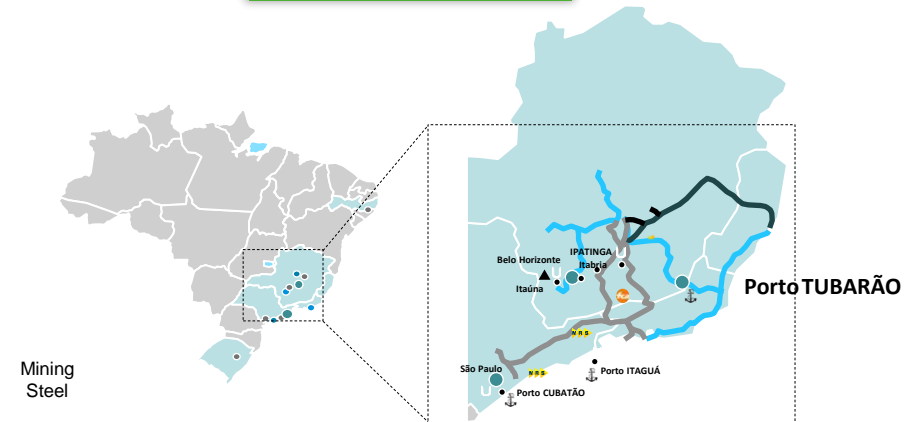 IPATINGA
Belo Horizonte
Itabria
Itaúna
Porto TUBARÃO
MRS
São Paulo
Porto ITAGUÁ
MRS
Porto CUBATÃO
Mining
Steel